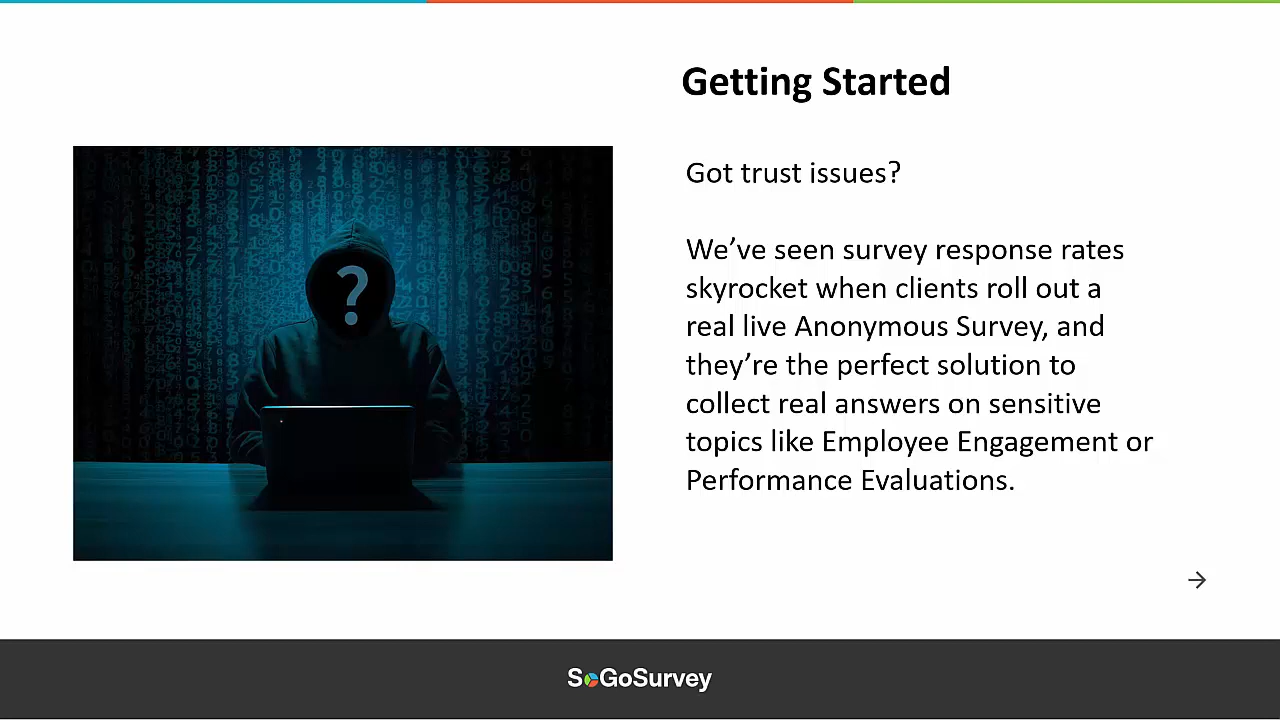 Getting Started
Got trust issues?
We’ve seen survey response rates
skyrocket when clients roll out a
real live Anonymous Survey, and
they’re the perfect solution to
collect real answers on sensitive
topics like Employee Engagement or
Performance Evaluations.
?
SoGoSurvey